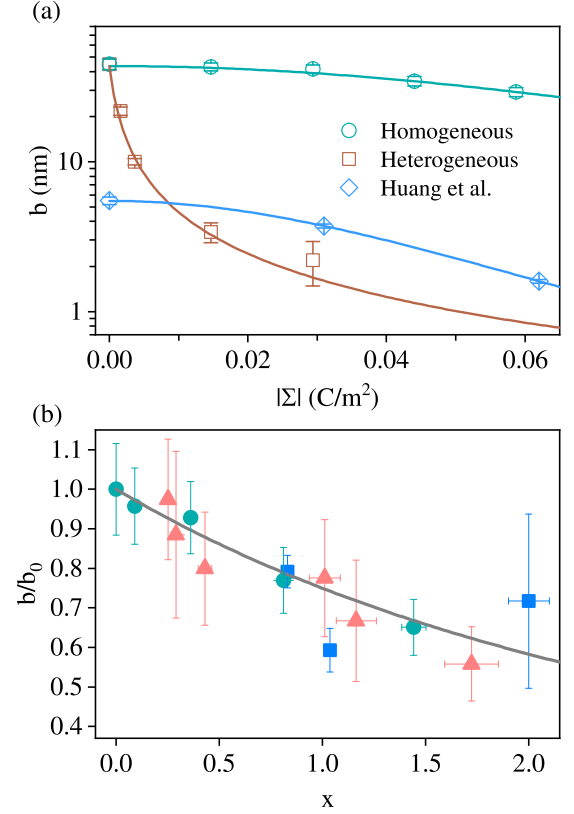 (a)
b (nm)
10
1
Homogeneous
Heterogeneous
Huang et al.
0.00 0.02 0.04 0.06
|Σ| (C/m²)
(b)
b/b₀
1.1
1.0
0.9
0.8
0.7
0.6
0.5
0.4
0.0 0.5 1.0 1.5 2.0
x